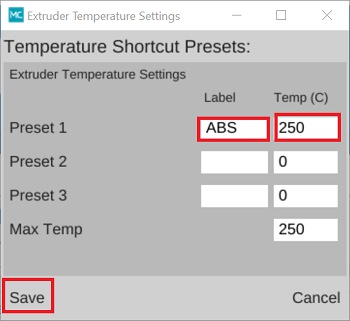 MC Extruder Temperature Settings
Temperature Shortcut Presets:
Extruder Temperature Settings
Label Temp (C)
Preset 1 ABS 250
Preset 2 0
Preset 3 0
Max Temp 250
Save Cancel